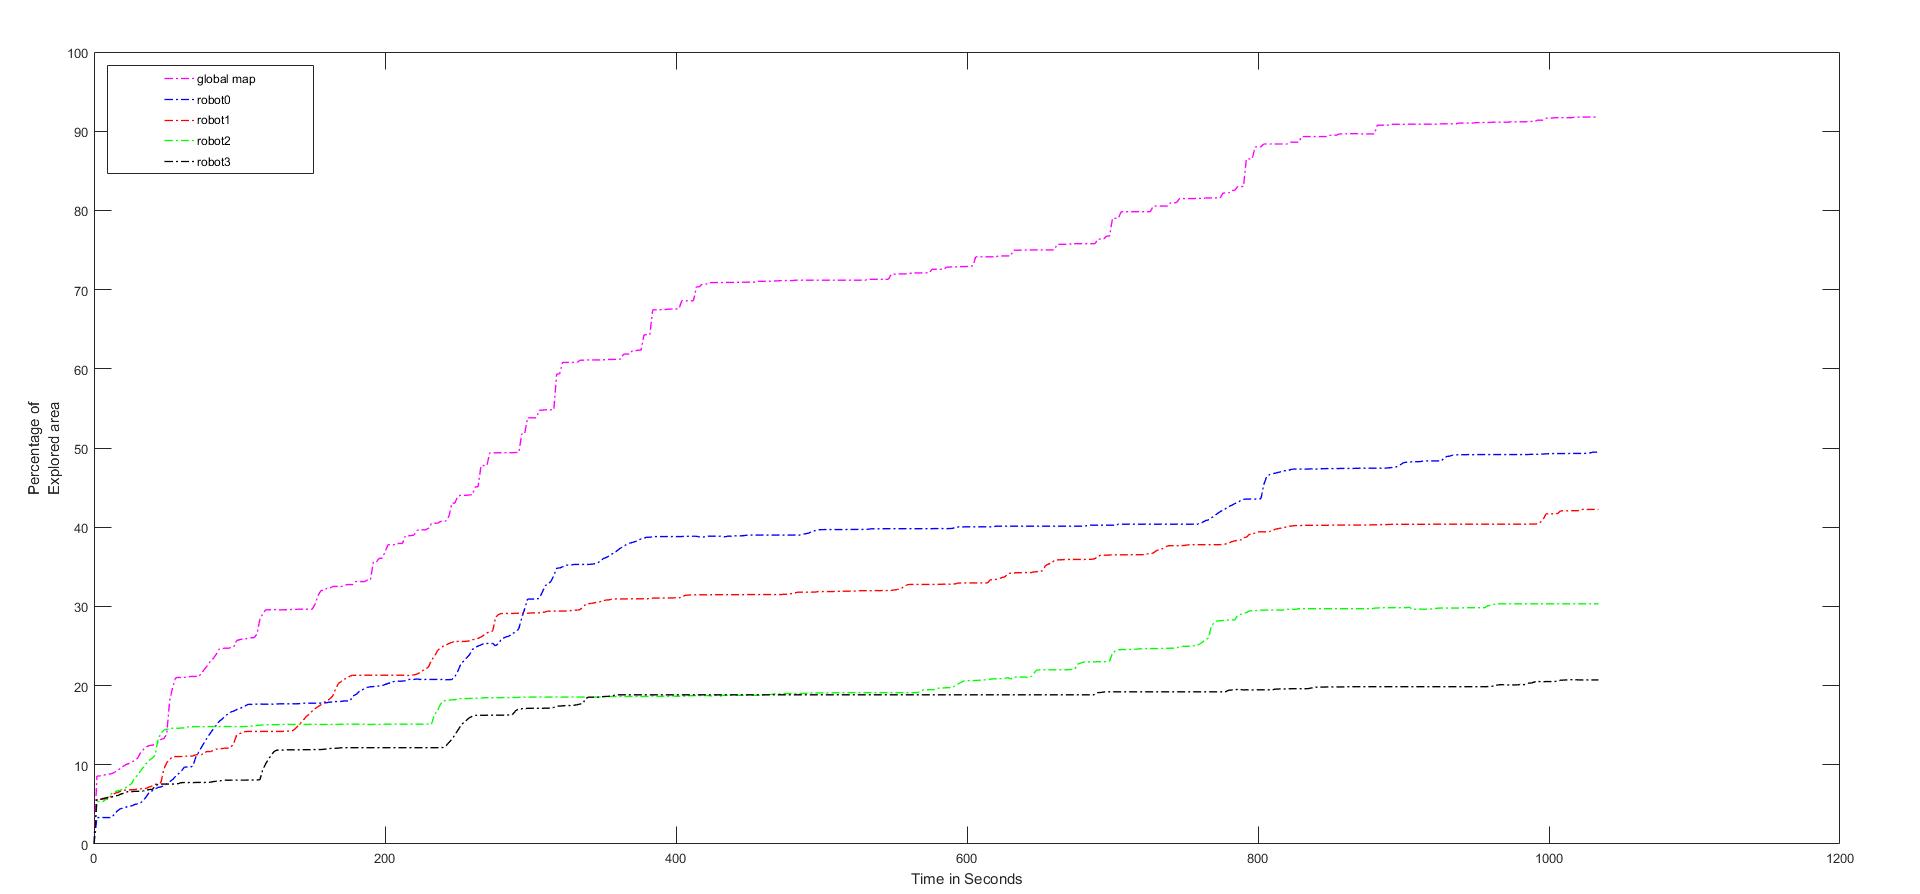 global map
robot0
robot1
robot2
robot3
100
90
80
70
60
50
40
30
20
10
0
Percentage of
Explored area
0 200 400 600 800 1000 1200
Time in Seconds